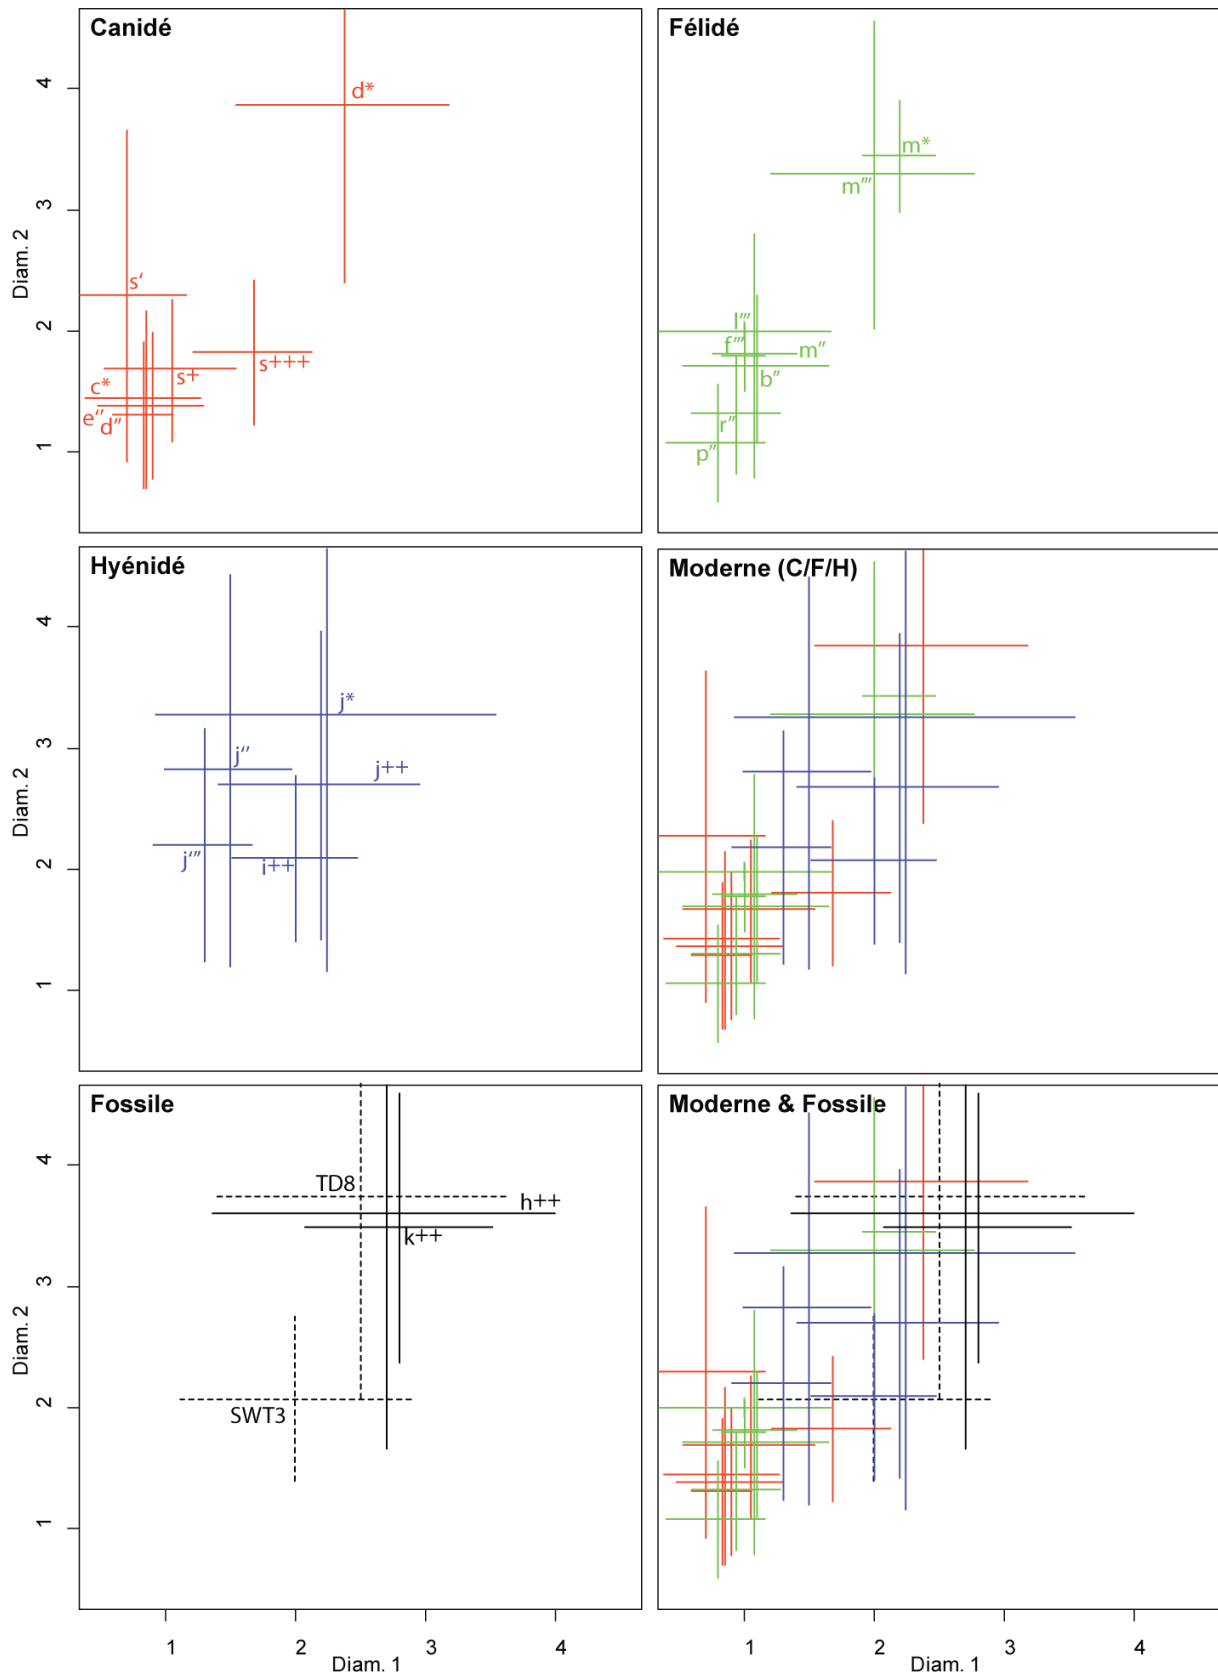 Canidé
Félidé
4
3
2
1
Diam. 2
d*
s‘
s+++
s+
c*
e‘‘
d‘‘
m*
m‘‘‘
l‘‘‘
f‘‘‘
m‘‘
b‘‘
r‘‘
p‘‘
Hyénidé
Moderne (C/F/H)
4
3
2
1
Diam. 2
j*
j‘‘
j++
j‘‘‘
i++
Fossile
Moderne & Fossile
4
3
2
1
Diam. 2
TD8
h++
k++
SWT3
1 2 3 4
Diam. 1
1 2 3 4
Diam. 1